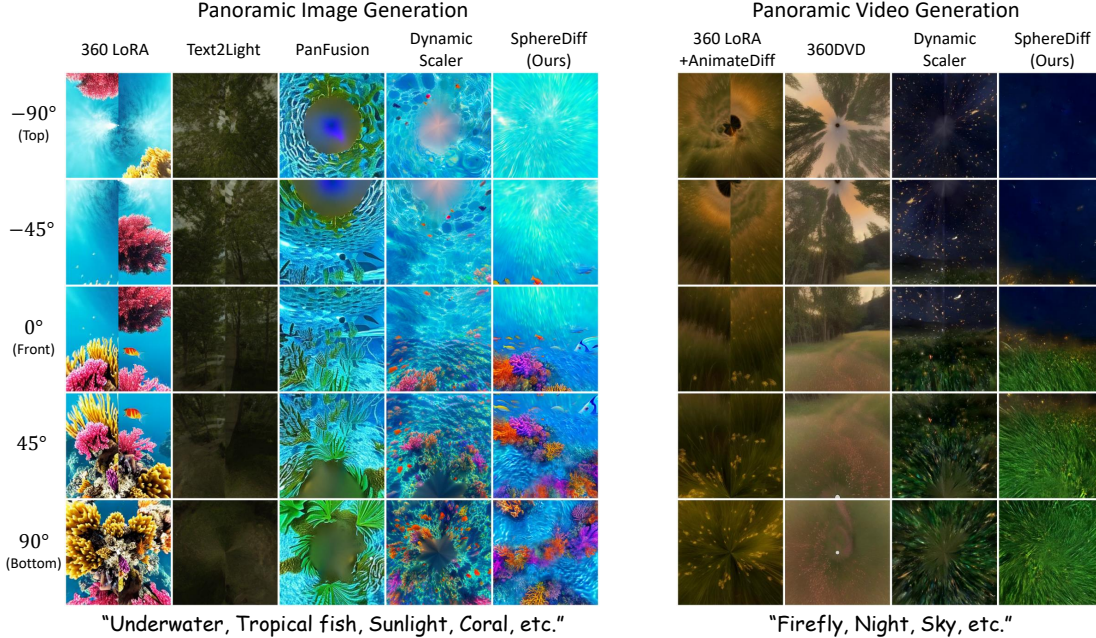 Panoramic Image Generation
360 LoRA
Text2Light
PanFusion
Dynamic
Scaler
SphereDiff
(Ours)
Panoramic Video Generation
360 LoRA
+AnimateDiff
360DVD
Dynamic
Scaler
SphereDiff
(Ours)
−90°
(Top)
−45°
0°
(Front)
45°
90°
(Bottom)
“Underwater, Tropical fish, Sunlight, Coral, etc.”
“Firefly, Night, Sky, etc.”